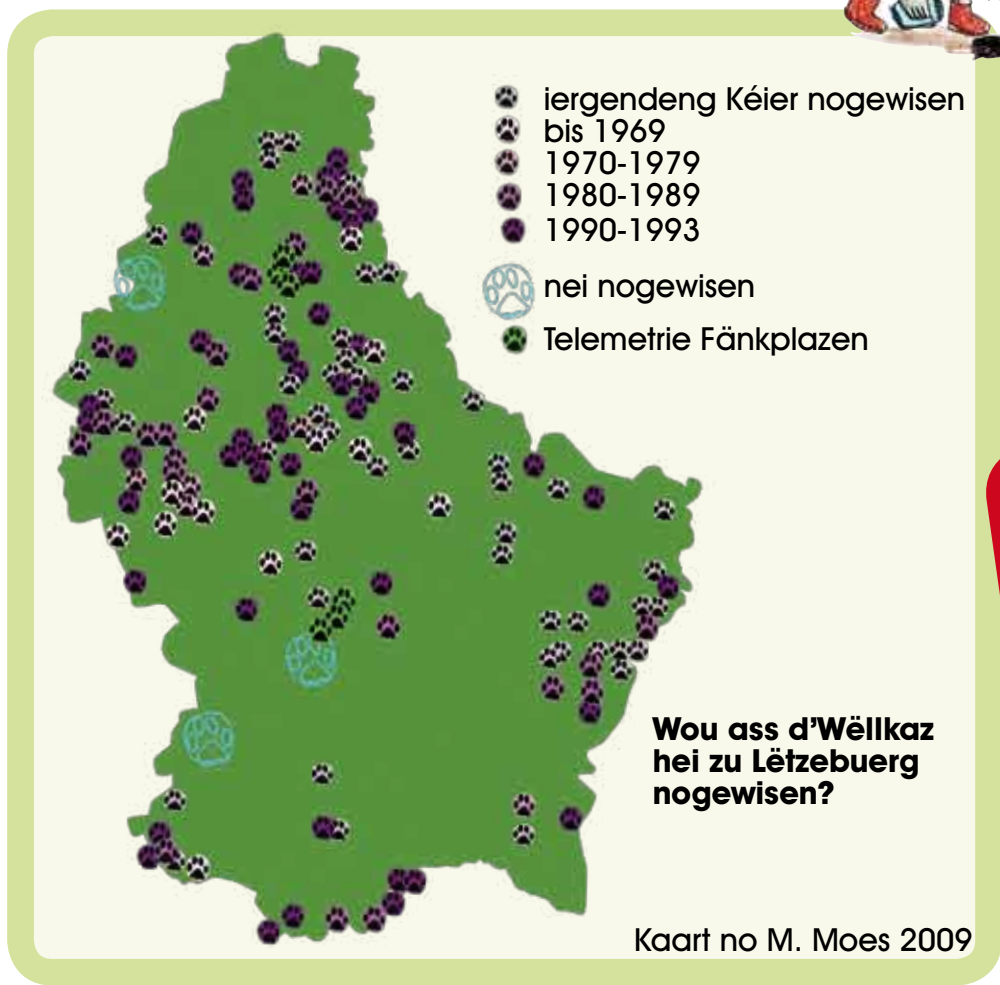 iergendeng Kéier nogewisen
bis 1969
1970-1979
1980-1989
1990-1993
nei nogewisen
Telemetrie Fänkplazen
Wou ass d'Wëllkaz
hei zu Lëtzebuerg
nogewisen?
Kaart no M. Moes 2009